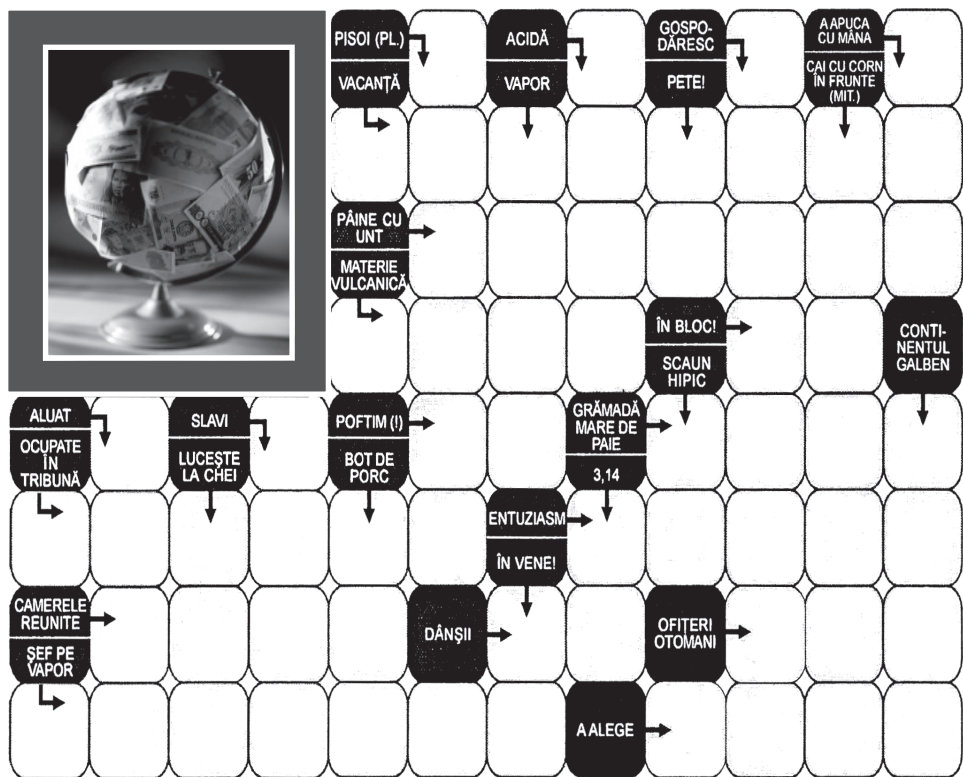 PISOI (PL.)
VACANȚĂ
ACIDĂ
VAPOR
GOSPO-
DĂRESC
PETE!
A APUCA
CU MÂNA
CAI CU CORN
ÎN FRUNTE
(MIT.)
PÂINE CU
UNT
MATERIE
VULCANICĂ
ÎN BLOC!
SCAUN
HIPIC
CONTI-
NENTUL
GALBEN
ALUAT
OCUPATE
ÎN
TRIBUNĂ
SLAVI
LUCEȘTE
LA CHEI
POFTIM (!)
BOT DE
PORC
GRĂMADĂ
MARE DE
PAIE
3,14
ENTUZIASM
ÎN VENE!
CAMERELE
REUNITE
ȘEF PE
VAPOR
DÂNȘII
OFIȚERI
OTOMANI
A ALEGE
50